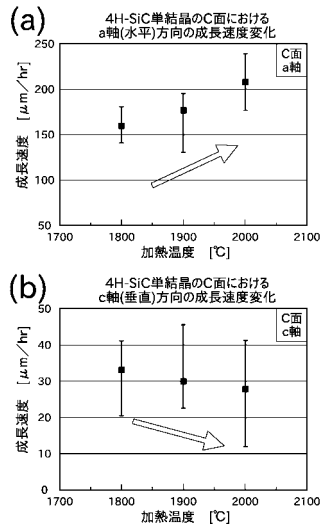 (a)
4H-SiC単結晶のC面における
a軸(水平)方向の成長速度変化
成長速度 [μm/hr]
250
200
150
100
50
C面
a軸
1700 1800 1900 2000 2100
加熱温度 [℃]
(b)
4H-SiC単結晶のC面における
c軸(垂直)方向の成長速度変化
成長速度 [μm/hr]
50
40
30
20
10
0
C面
c軸
1700 1800 1900 2000 2100
加熱温度 [℃]